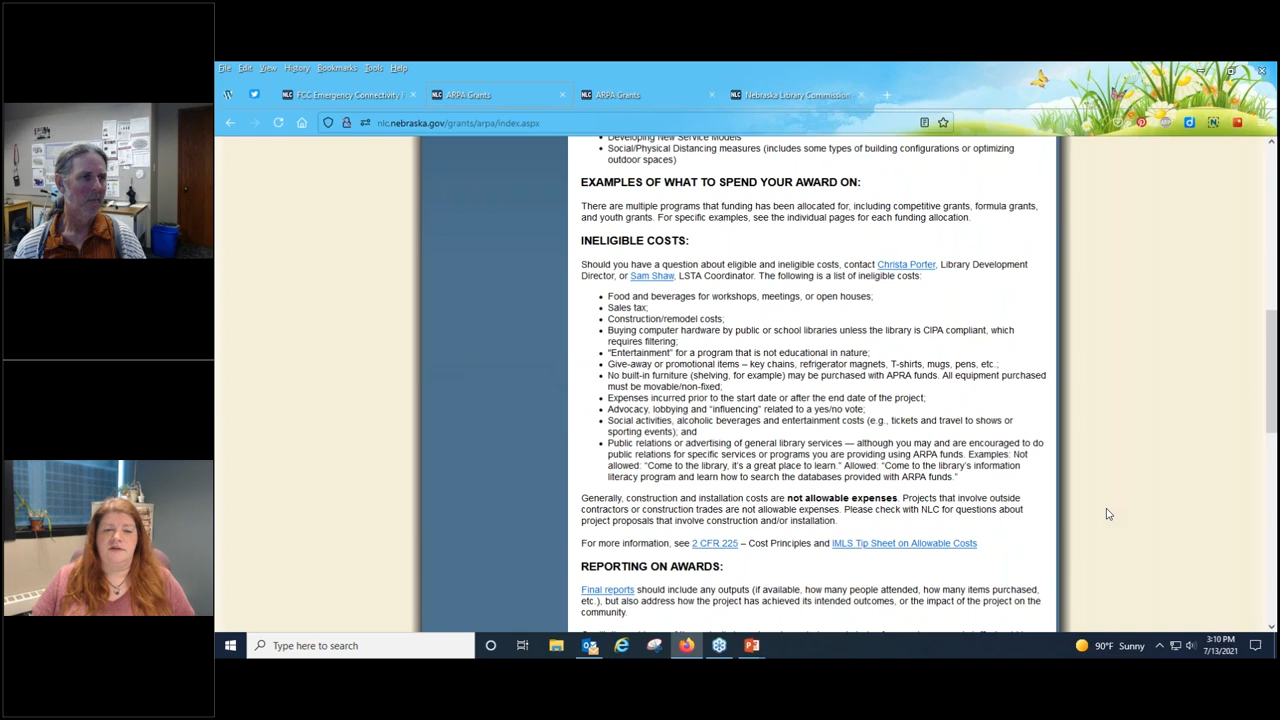 File Edit View History Bookmarks Tools Help
NLC FCC Emergency Connectivity F × NLC ARPA Grants × NLC ARPA Grants × NLC Nebraska Library Commission × +
nlc.nebraska.gov/grants/arpa/index.aspx
Developing New Service Models
Social/Physical Distancing measures (includes some types of building configurations or optimizing
outdoor spaces)
EXAMPLES OF WHAT TO SPEND YOUR AWARD ON:
There are multiple programs that funding has been allocated for, including competitive grants, formula grants,
and youth grants. For specific examples, see the individual pages for each funding allocation.
INELIGIBLE COSTS:
Should you have a question about eligible and ineligible costs, contact Christa Porter, Library Development
Director, or Sam Shaw, LSTA Coordinator. The following is a list of ineligible costs:
Food and beverages for workshops, meetings, or open houses;
Sales tax;
Construction/remodel costs;
Buying computer hardware by public or school libraries unless the library is CIPA compliant, which
requires filtering;
"Entertainment" for a program that is not educational in nature;
Give-away or promotional items – key chains, refrigerator magnets, T-shirts, mugs, pens, etc.;
No built-in furniture (shelving, for example) may be purchased with APRA funds. All equipment purchased
must be movable/non-fixed;
Expenses incurred prior to the start date or after the end date of the project;
Advocacy, lobbying and "influencing" related to a yes/no vote;
Social activities, alcoholic beverages and entertainment costs (e.g., tickets and travel to shows or
sporting events); and
Public relations or advertising of general library services — although you may and are encouraged to do
public relations for specific services or programs you are providing using ARPA funds. Examples: Not
allowed: "Come to the library, it's a great place to learn." Allowed: "Come to the library's information
literacy program and learn how to search the databases provided with ARPA funds."
Generally, construction and installation costs are not allowable expenses. Projects that involve outside
contractors or construction trades are not allowable expenses. Please check with NLC for questions about
project proposals that involve construction and/or installation.
For more information, see 2 CFR 225 – Cost Principles and IMLS Tip Sheet on Allowable Costs
REPORTING ON AWARDS:
Final reports should include any outputs (if available, how many people attended, how many items purchased,
etc.), but also address how the project has achieved its intended outcomes, or the impact of the project on the
community.
Type here to search
90°F Sunny
3:10 PM
7/13/2021